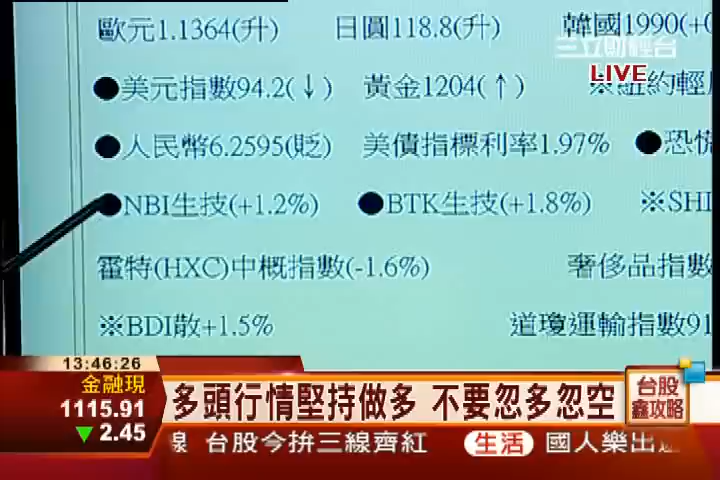 歐元1.1364(升) 日圓118.8(升) 韓國1990(+0
三立財經台
LIVE
●美元指數94.2(↓) 黃金1204(↑) ※紐約輕
●人民幣6.2595(貶) 美債指標利率1.97% ●恐慌
●NBI生技(+1.2%) ●BTK生技(+1.8%) ※SHI
霍特(HXC)中概指數(-1.6%) 奢侈品指數
※BDI散+1.5% 道瓊運輸指數91
13:46:26
金融現
1115.91
▼2.45
多頭行情堅持做多 不要忽多忽空
台股
鑫攻略
線 台股今拚三線齊紅 生活 國人樂出